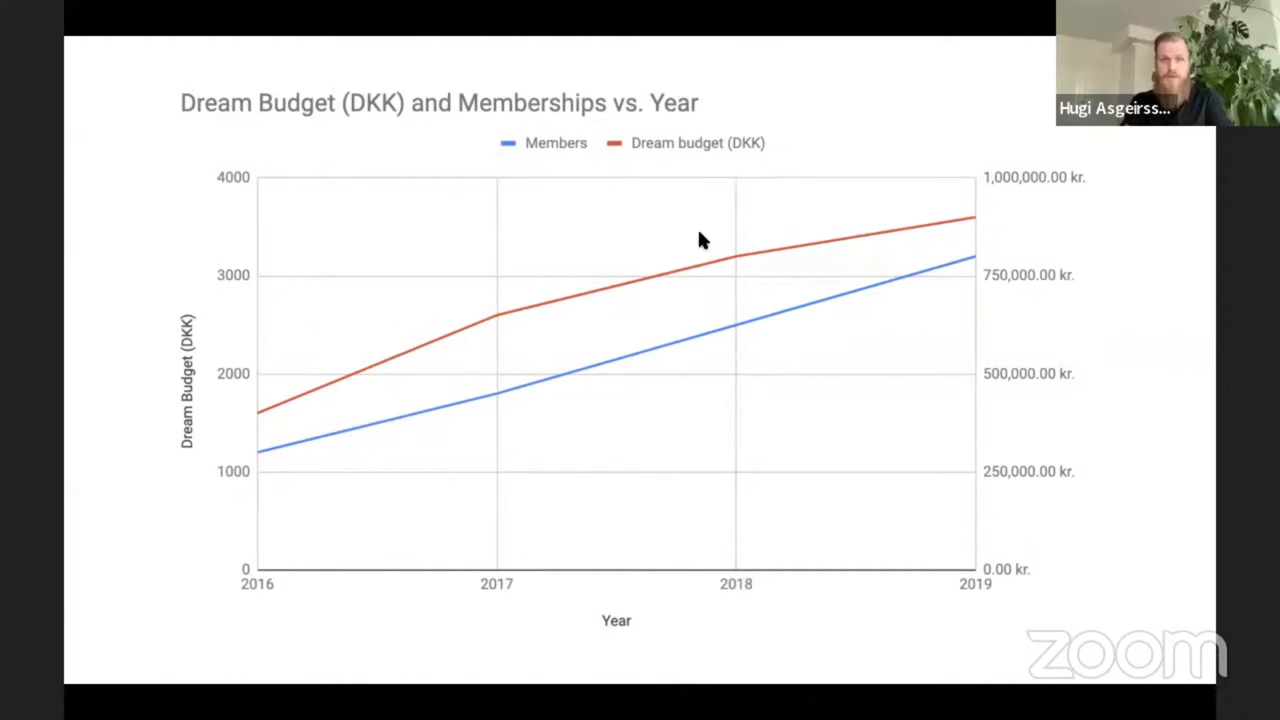 Hugi Asgeirss...
Dream Budget (DKK) and Memberships vs. Year
Members Dream budget (DKK)
4000 1,000,000.00 kr.
3000 750,000.00 kr.
2000 500,000.00 kr.
1000 250,000.00 kr.
0 0.00 kr.
Dream Budget (DKK)
2016 2017 2018 2019
Year
zoom